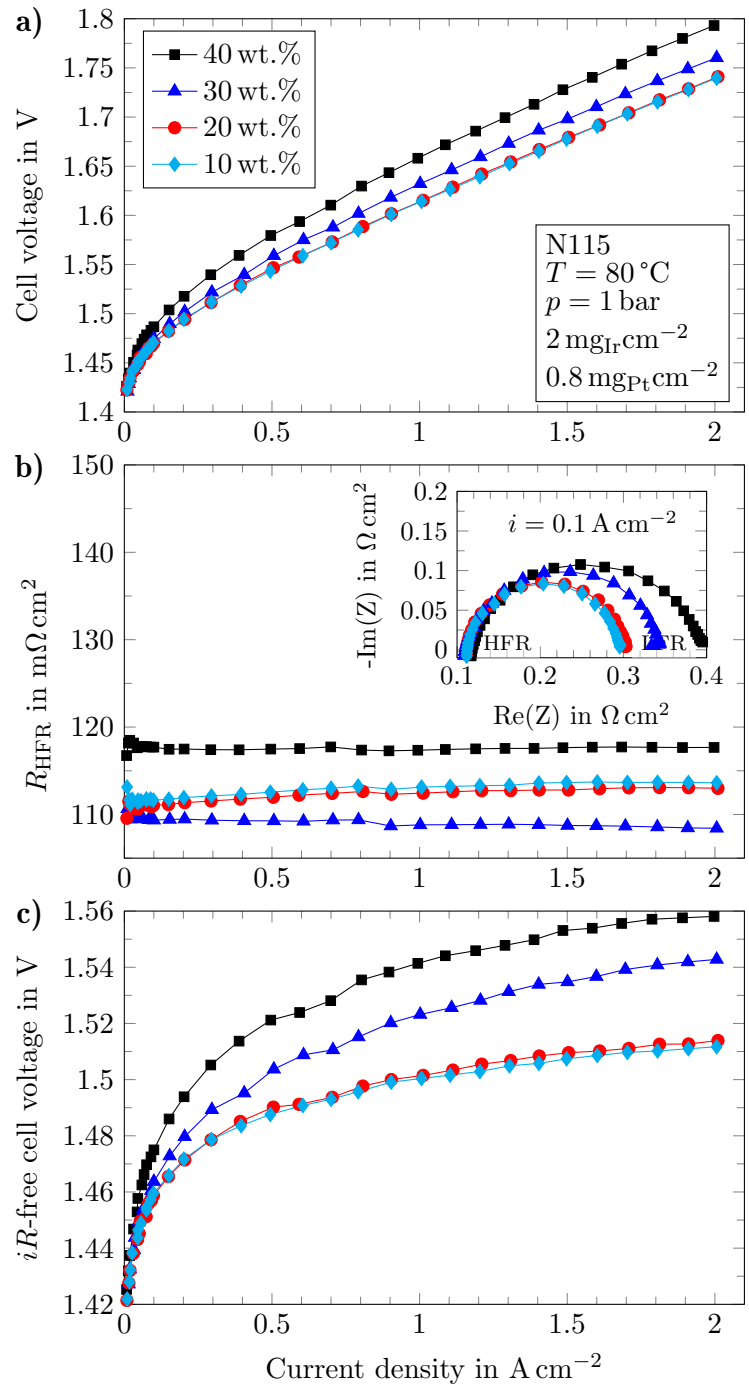 a)
1.8
1.75
1.7
1.65
1.6
1.55
1.5
1.45
1.4
Cell voltage in V
40 wt.%
30 wt.%
20 wt.%
10 wt.%
N115
T = 80 °C
p = 1 bar
2 mg_Ir cm⁻²
0.8 mg_Pt cm⁻²
0 0.5 1 1.5 2
b)
150
140
130
120
110
R_HFR in mΩ cm²
0.2
0.15
0.1
0.05
0
-Im(Z) in Ω cm²
i = 0.1 A cm⁻²
HFR
LFR
0.1 0.2 0.3 0.4
Re(Z) in Ω cm²
0 0.5 1 1.5 2
c)
1.56
1.54
1.52
1.5
1.48
1.46
1.44
1.42
iR-free cell voltage in V
0 0.5 1 1.5 2
Current density in A cm⁻²